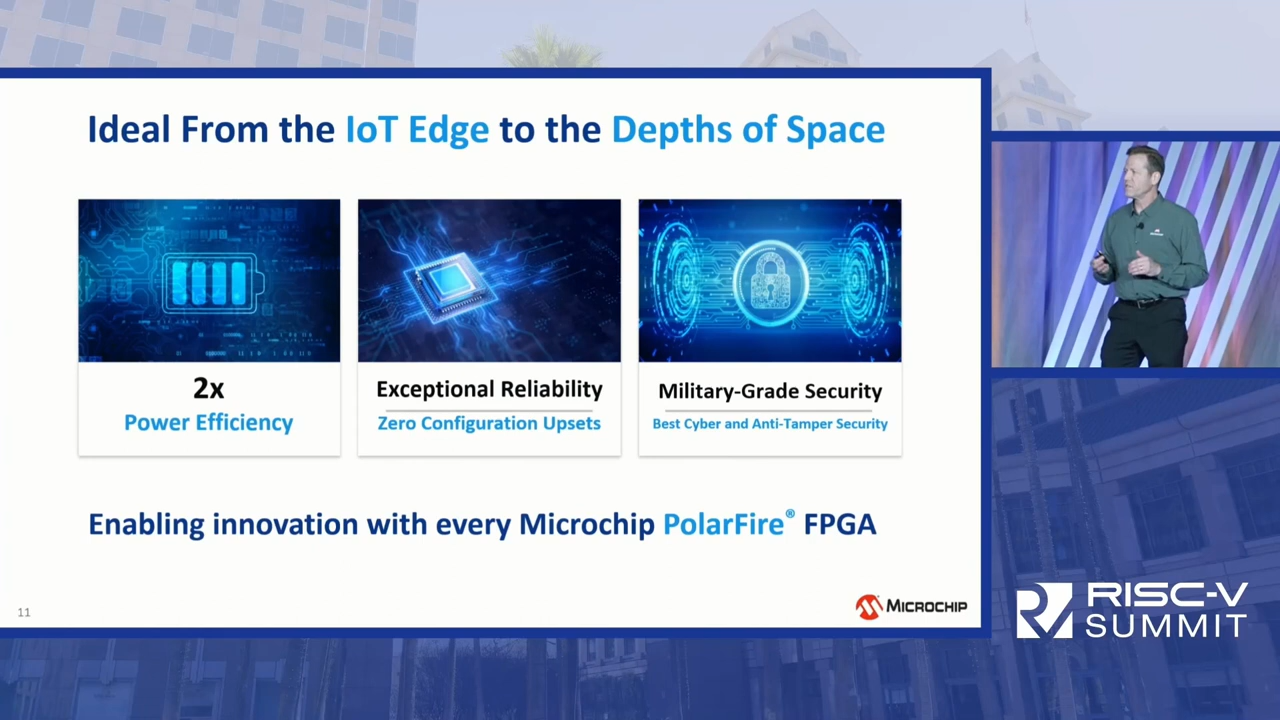 Ideal From the IoT Edge to the Depths of Space
2x
Power Efficiency
Exceptional Reliability
Zero Configuration Upsets
Military-Grade Security
Best Cyber and Anti-Tamper Security
Enabling innovation with every Microchip PolarFire® FPGA
11
MICROCHIP
RISC-V
SUMMIT